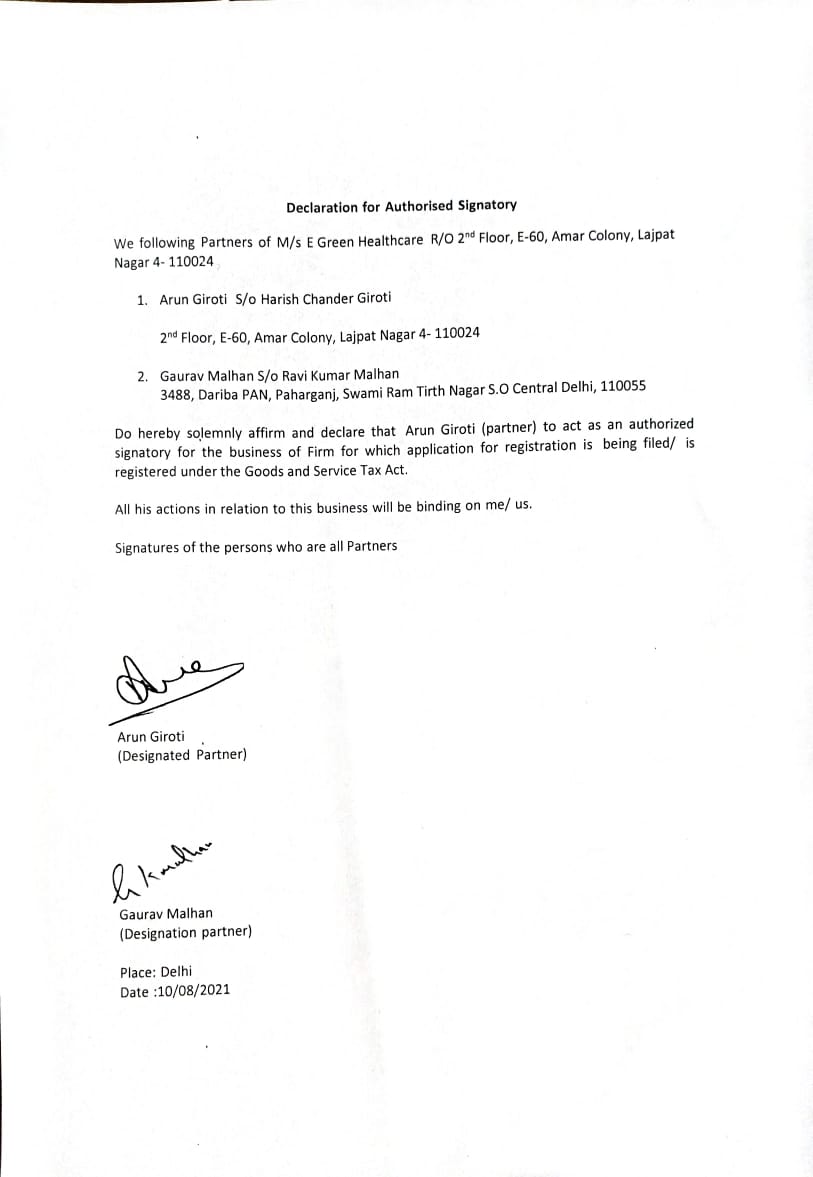 Declaration for Authorised Signatory
We following Partners of M/s E Green Healthcare R/O 2nd Floor, E-60, Amar Colony, Lajpat
Nagar 4- 110024
1. Arun Giroti S/o Harish Chander Giroti
2nd Floor, E-60, Amar Colony, Lajpat Nagar 4- 110024
2. Gaurav Malhan S/o Ravi Kumar Malhan
3488, Dariba PAN, Paharganj, Swami Ram Tirth Nagar S.O Central Delhi, 110055
Do hereby solemnly affirm and declare that Arun Giroti (partner) to act as an authorized
signatory for the business of Firm for which application for registration is being filed/ is
registered under the Goods and Service Tax Act.
All his actions in relation to this business will be binding on me/ us.
Signatures of the persons who are all Partners
Arun Giroti
(Designated Partner)
Gaurav Malhan
(Designation partner)
Place: Delhi
Date :10/08/2021